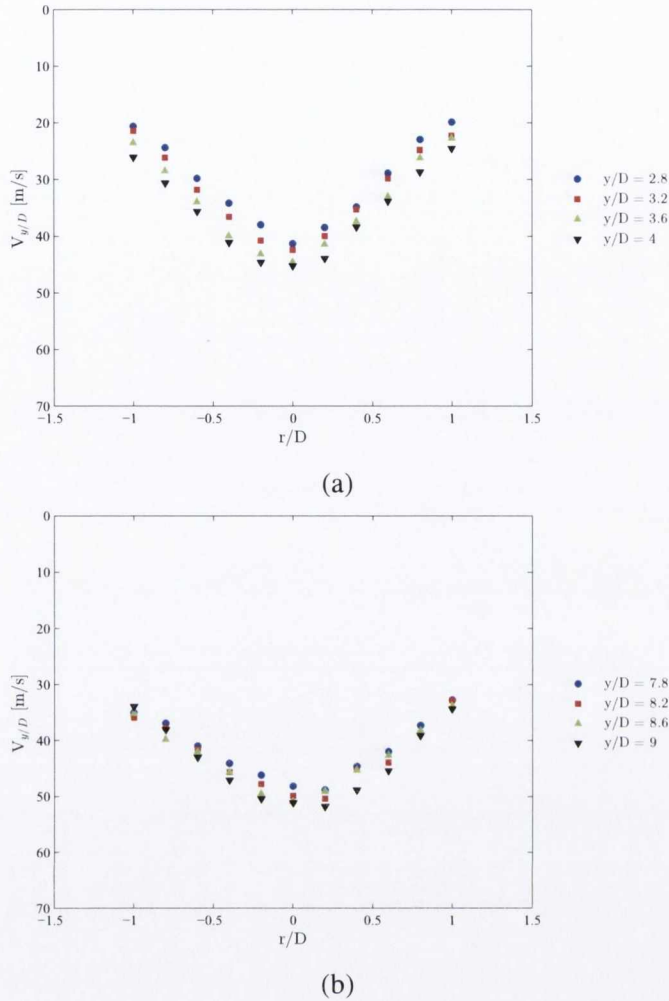 0
10
20
30
40
50
60
70
V_{y/D} [m/s]
−1.5
−1
−0.5
0
0.5
1
1.5
r/D
y/D = 2.8
y/D = 3.2
y/D = 3.6
y/D = 4
(a)
0
10
20
30
40
50
60
70
V_{y/D} [m/s]
−1.5
−1
−0.5
0
0.5
1
1.5
r/D
y/D = 7.8
y/D = 8.2
y/D = 8.6
y/D = 9
(b)